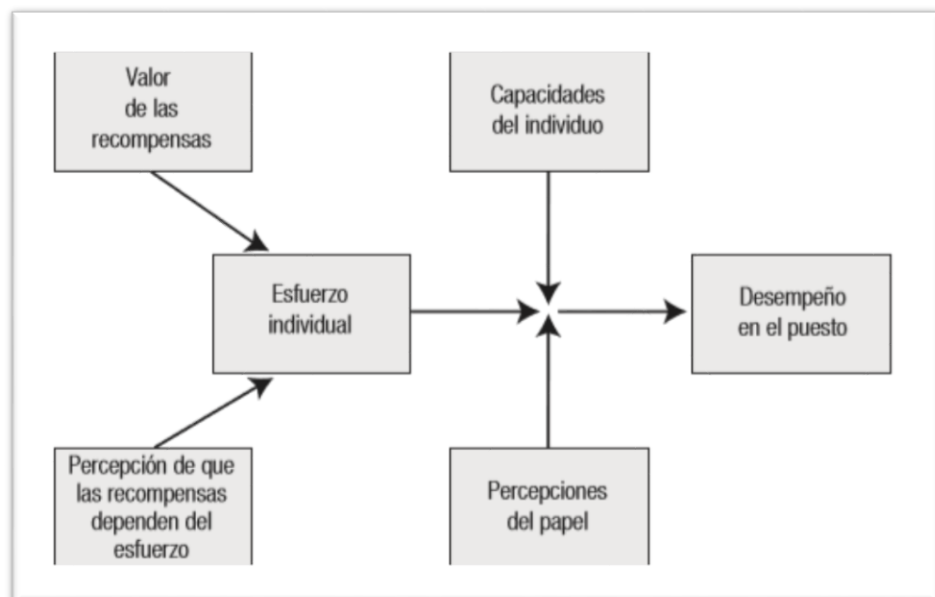 Valor
de las
recompensas
Capacidades
del individuo
Esfuerzo
individual
Desempeño
en el puesto
Percepción de que
las recompensas
dependen del
esfuerzo
Percepciones
del papel